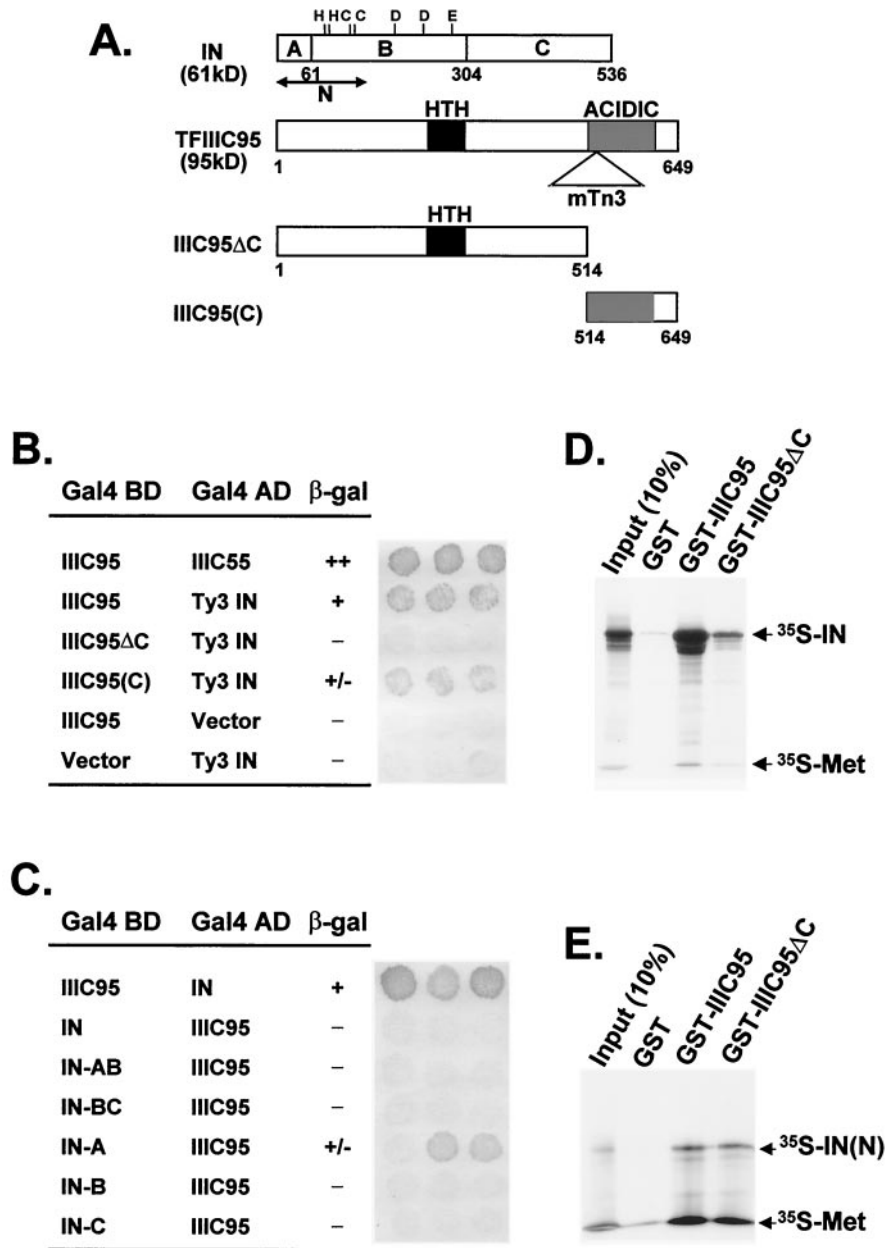 A.
H H C C D D E
IN
(61kD)
A B C
61 304 536
N
HTH ACIDIC
TFIIIC95
(95kD)
1 649
mTn3
HTH
IIIC95ΔC
1 514
IIIC95(C)
514 649
B.
Gal4 BD Gal4 AD β-gal
IIIC95 IIIC55 ++
IIIC95 Ty3 IN +
IIIC95ΔC Ty3 IN –
IIIC95(C) Ty3 IN +/-
IIIC95 Vector –
Vector Ty3 IN –
D.
Input (10%)
GST
GST-IIIC95
GST-IIIC95ΔC
35S-IN
35S-Met
C.
Gal4 BD Gal4 AD β-gal
IIIC95 IN +
IN IIIC95 –
IN-AB IIIC95 –
IN-BC IIIC95 –
IN-A IIIC95 +/-
IN-B IIIC95 –
IN-C IIIC95 –
E.
Input (10%)
GST
GST-IIIC95
GST-IIIC95ΔC
35S-IN(N)
35S-Met